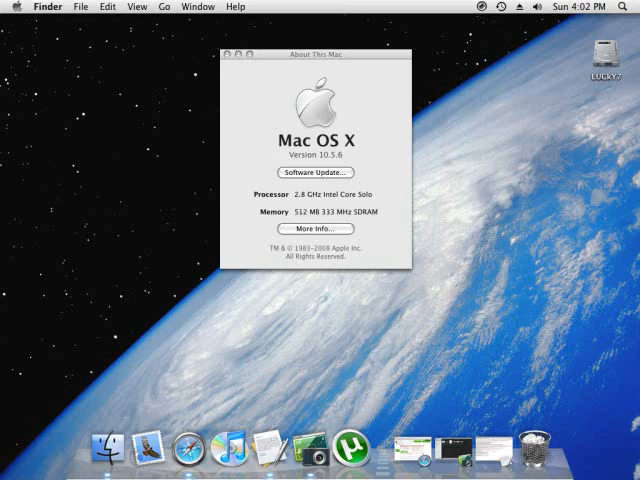 Finder File Edit View Go Window Help Sun 4:02 PM
About This Mac
LUCkY7
Mac OS X
Version 10.5.6
Software Update...
Processor 2.8 GHz Intel Core Solo
Memory 512 MB 333 MHz SDRAM
More Info...
TM & © 1983-2008 Apple Inc.
All Rights Reserved.